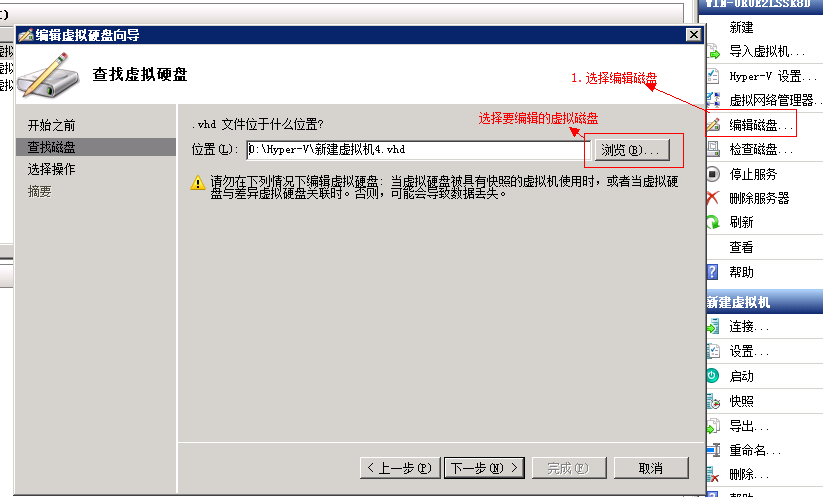 编辑虚拟硬盘向导
查找虚拟硬盘
1. 选择编辑磁盘
开始之前
查找磁盘
选择操作
摘要
.vhd 文件位于什么位置?
选择要编辑的虚拟磁盘
位置(L):
D:\Hyper-V\新建虚拟机4.vhd
浏览(B)...
请勿在下列情况下编辑虚拟硬盘: 当虚拟硬盘被具有快照的虚拟机使用时，或者当虚拟硬
盘与差异虚拟硬盘关联时。否则，可能会导致数据丢失。
< 上一步(P)
下一步(N) >
完成(F)
取消
新建
导入虚拟机...
Hyper-V 设置...
虚拟网络管理器.
编辑磁盘...
检查磁盘...
停止服务
删除服务器
刷新
查看
帮助
新建虚拟机
连接...
设置...
启动
快照
导出...
重命名...
删除...